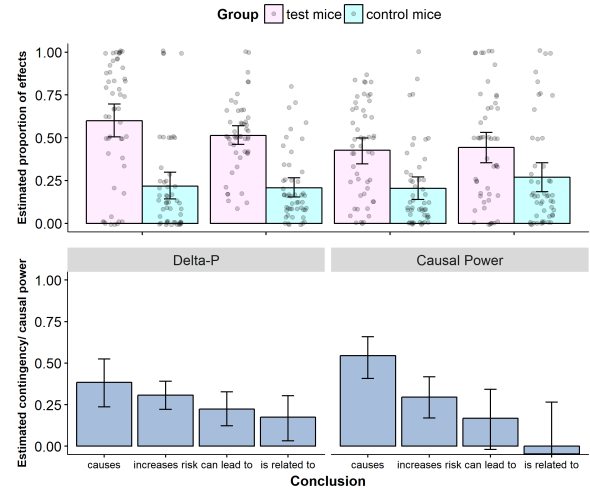 Group test mice control mice
Estimated proportion of effects
1.00
0.75
0.50
0.25
0.00
Delta-P Causal Power
Estimated contingency/ causal power
1.00
0.75
0.50
0.25
0.00
causes increases risk can lead to is related to causes increases risk can lead to is related to
Conclusion